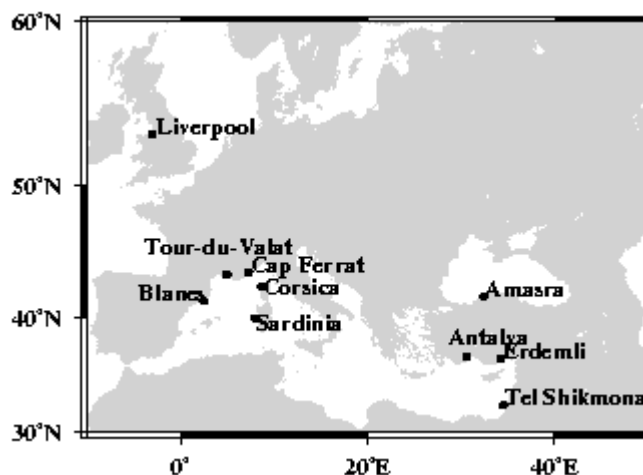 60°N
Liverpool
50°N
Tour-du-Valat
Cap Ferrat
Blanes
Corsica
Amasra
40°N
Sardinia
Antalya
Erdemli
Tel Shikmona
30°N
0° 20°E 40°E